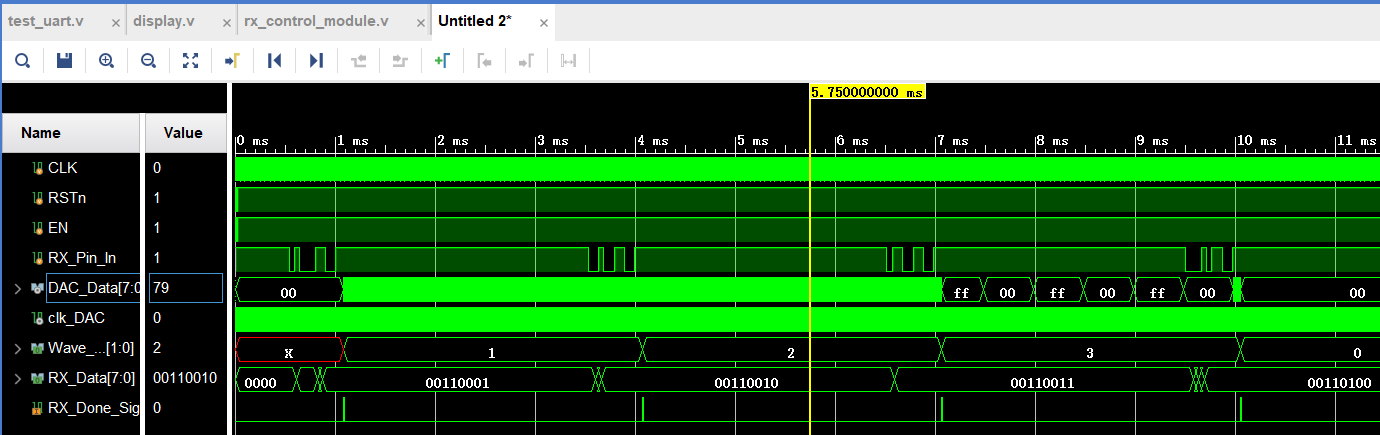 test_uart.v × display.v × rx_control_module.v × Untitled 2* ×
5.750000000 ms
Name Value
0 ms 1 ms 2 ms 3 ms 4 ms 5 ms 6 ms 7 ms 8 ms 9 ms 10 ms 11 ms
CLK 0
RSTn 1
EN 1
RX_Pin_In 1
DAC_Data[7:0 79 00 ff 00 ff 00 ff 00 00
clk_DAC 0
Wave_...[1:0] 2 X 1 2 3 0
RX_Data[7:0] 00110010 0000 00110001 00110010 00110011 00110100
RX_Done_Sig 0